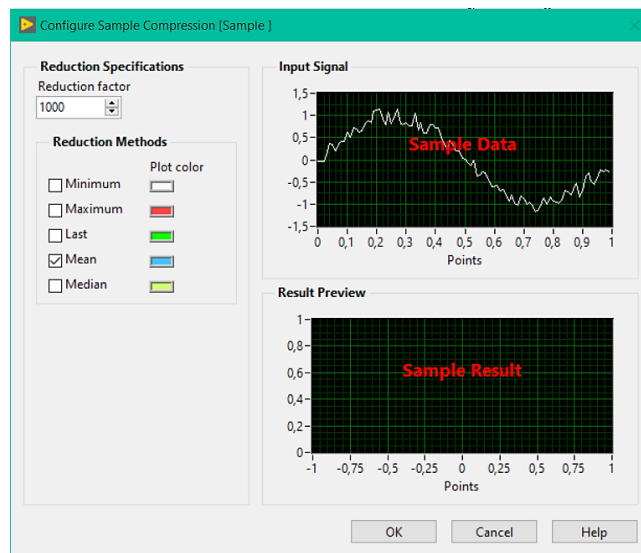 Configure Sample Compression [Sample ]
Reduction Specifications
Reduction factor
1000
Reduction Methods
Plot color
Minimum
Maximum
Last
Mean
Median
Input Signal
1,5
1
0,5
0
-0,5
-1
-1,5
Sample Data
0 0,1 0,2 0,3 0,4 0,5 0,6 0,7 0,8 0,9 1
Points
Result Preview
1
0,8
0,6
0,4
0,2
0
Sample Result
-1 -0,75 -0,5 -0,25 0 0,25 0,5 0,75 1
Points
OK Cancel Help